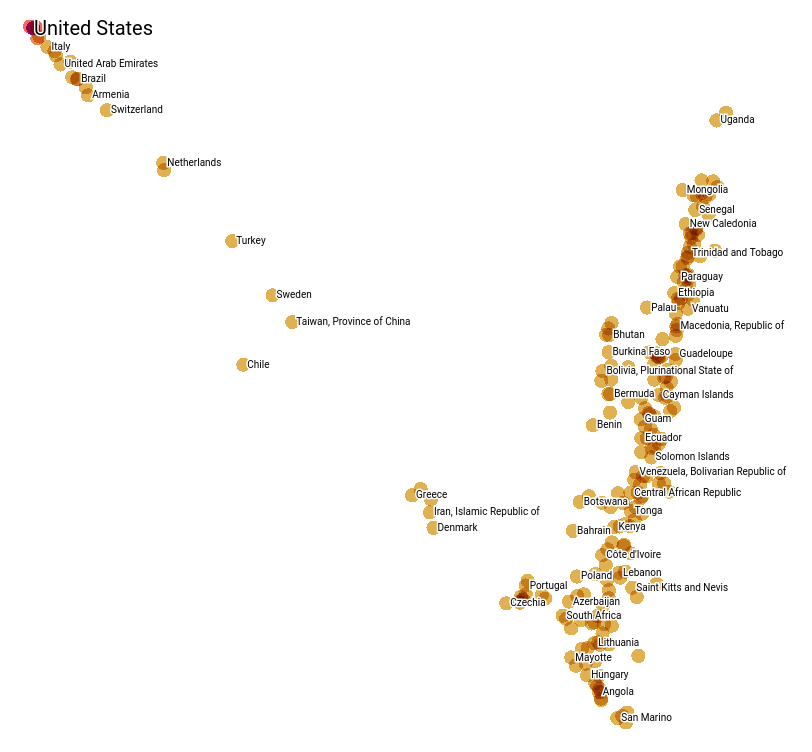 United States
Italy
United Arab Emirates
Brazil
Armenia
Switzerland
Uganda
Netherlands
Mongolia
Senegal
New Caledonia
Turkey
Trinidad and Tobago
Paraguay
Sweden
Ethiopia
Palau
Vanuatu
Taiwan, Province of China
Macedonia, Republic of
Bhutan
Burkina Faso
Guadeloupe
Chile
Bolivia, Plurinational State of
Bermuda
Cayman Islands
Guam
Benin
Ecuador
Solomon Islands
Venezuela, Bolivarian Republic of
Greece
Central African Republic
Botswana
Iran, Islamic Republic of
Tonga
Denmark
Kenya
Bahrain
Côte d'Ivoire
Lebanon
Poland
Portugal
Saint Kitts and Nevis
Czechia
Azerbaijan
South Africa
Lithuania
Mayotte
Hungary
Angola
San Marino